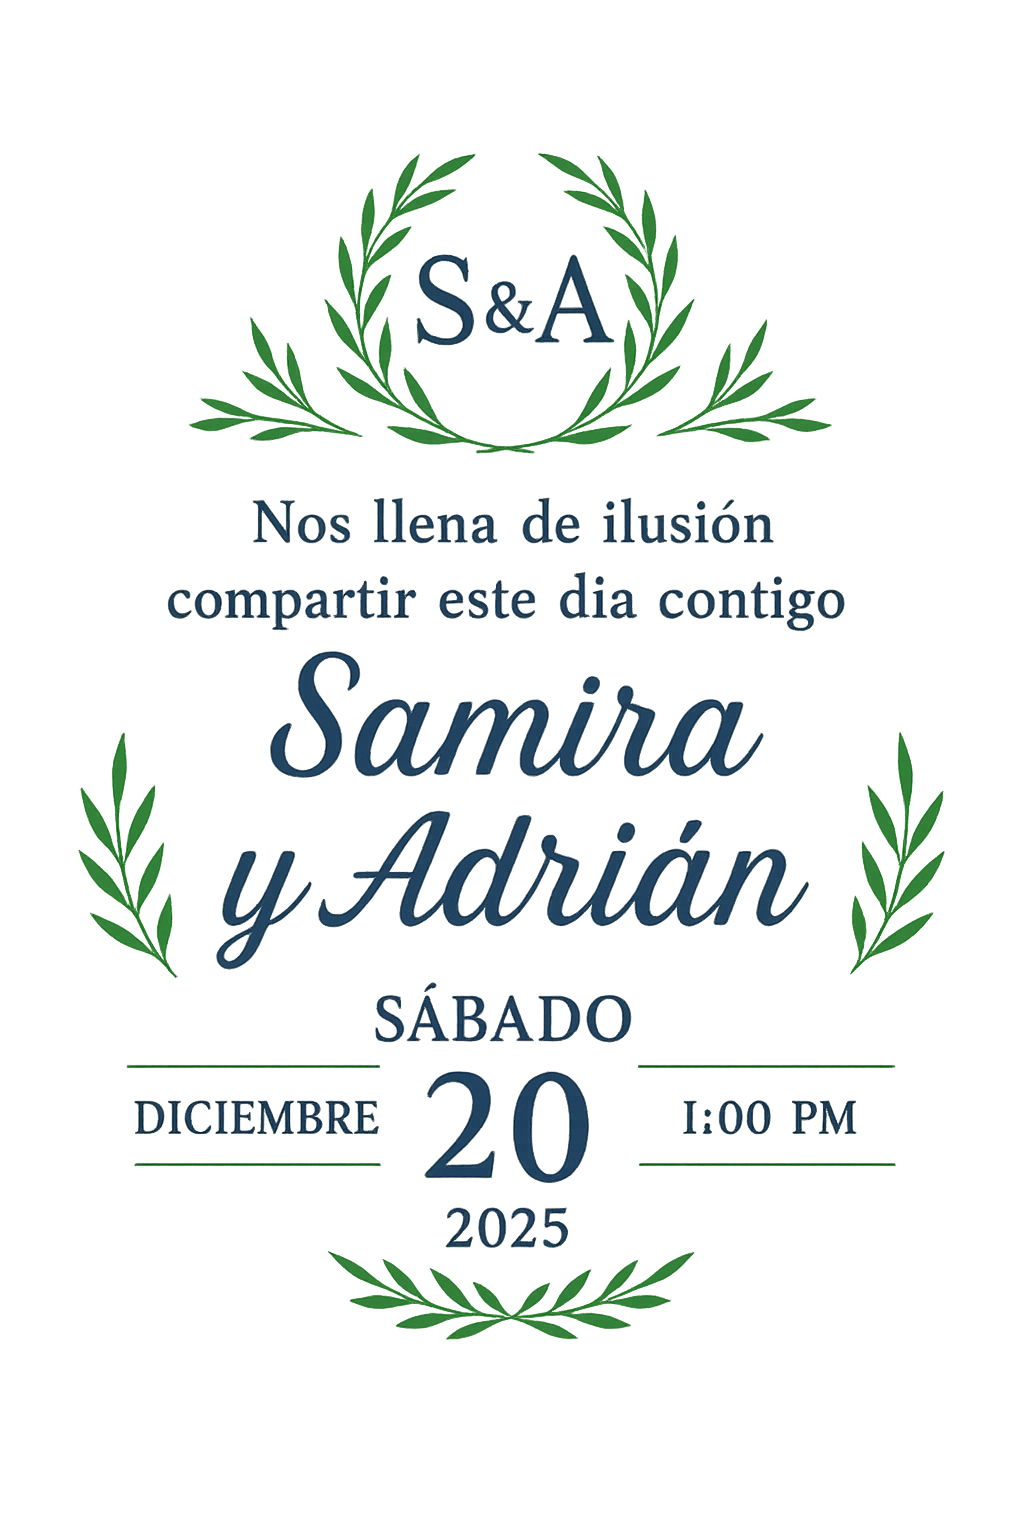 S&A
Nos llena de ilusión
compartir este dia contigo
Samira
y Adrián
SÁBADO
DICIEMBRE 20 1:00 PM
2025